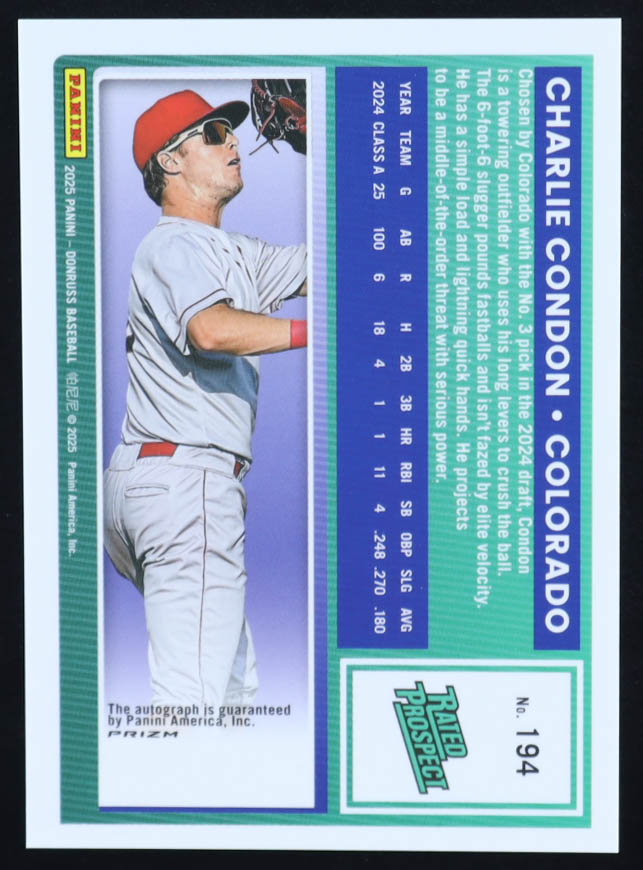 CHARLIE CONDON • COLORADO
Chosen by Colorado with the No. 3 pick in the 2024 draft, Condon
is a towering outfielder who uses his long levers to crush the ball.
The 6-foot-6 slugger pounds fastballs and isn't fazed by elite velocity.
He has a simple load and lightning quick hands. He projects
to be a middle-of-the-order threat with serious power.
YEAR TEAM G AB R H 2B 3B HR RBI SB OBP SLG AVG
2024 CLASS A 25 100 6 18 4 1 1 11 4 .248 .270 .180
No. 194
RATED
PROSPECT
The autograph is guaranteed
by Panini America, Inc.
PRIZM
PANINI
2025 PANINI – DONRUSS BASEBALL © 2025 Panini America, Inc.